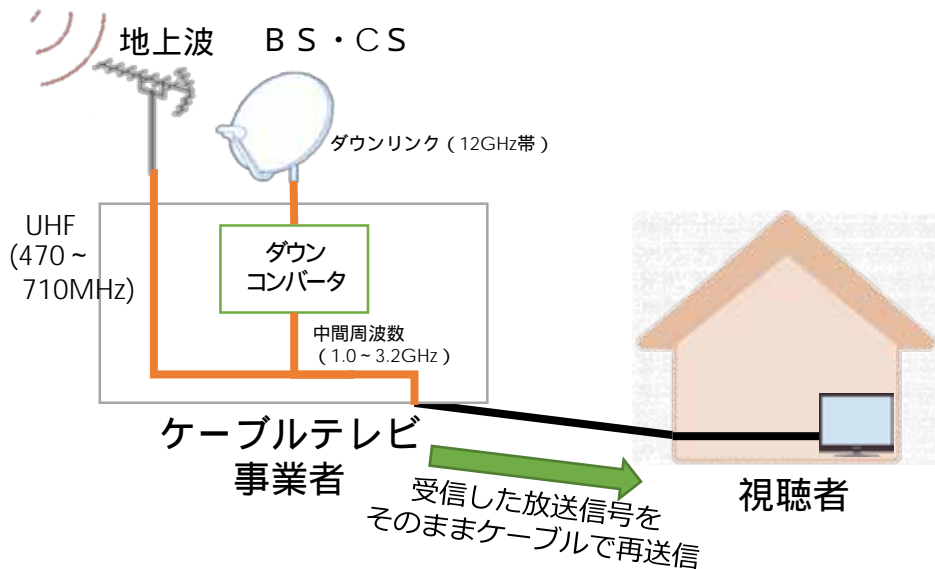 地上波
ＢＳ・CＳ
ダウンリンク（12GHz帯）
UHF
(470～
710MHz)
ダウン
コンバータ
中間周波数
（1.0～3.2GHz）
ケーブルテレビ
事業者
視聴者
受信した放送信号を
そのままケーブルで再送信